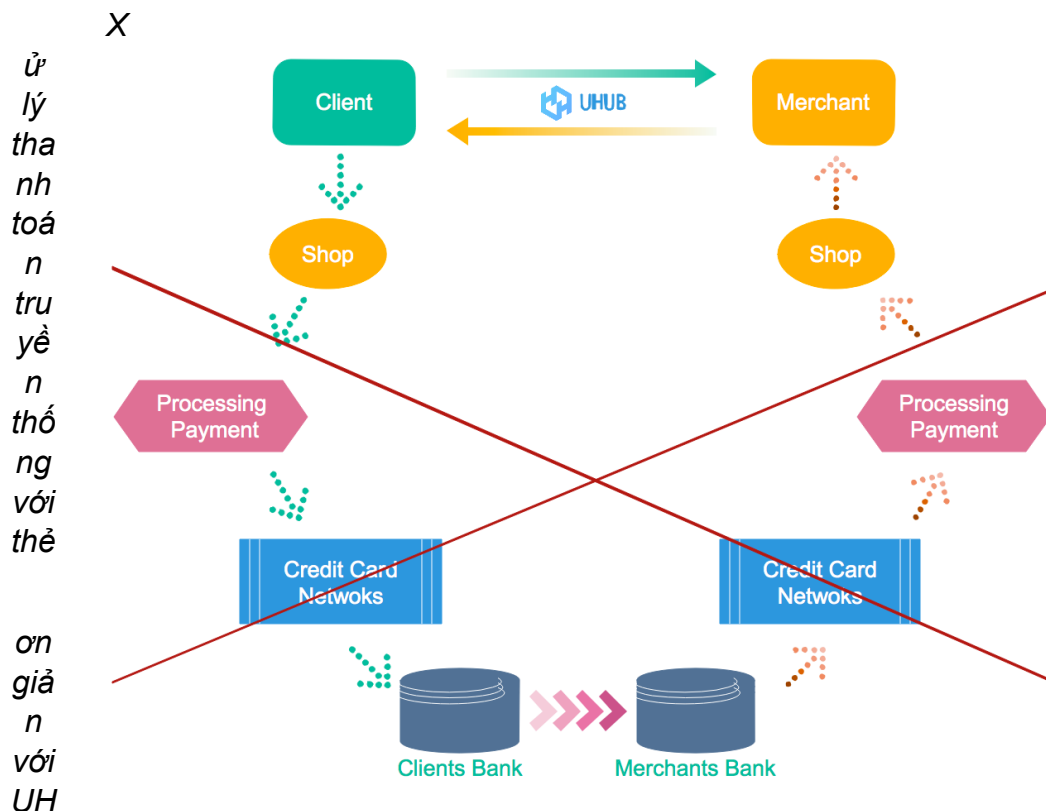 X
ử
lý
tha
nh
toá
n
tru
yề
n
thố
ng
với
thẻ
ơn
giả
n
với
UH
Client
UHUB
Merchant
Shop
Shop
Processing
Payment
Processing
Payment
Credit Card
Netwoks
Credit Card
Netwoks
Clients Bank
Merchants Bank